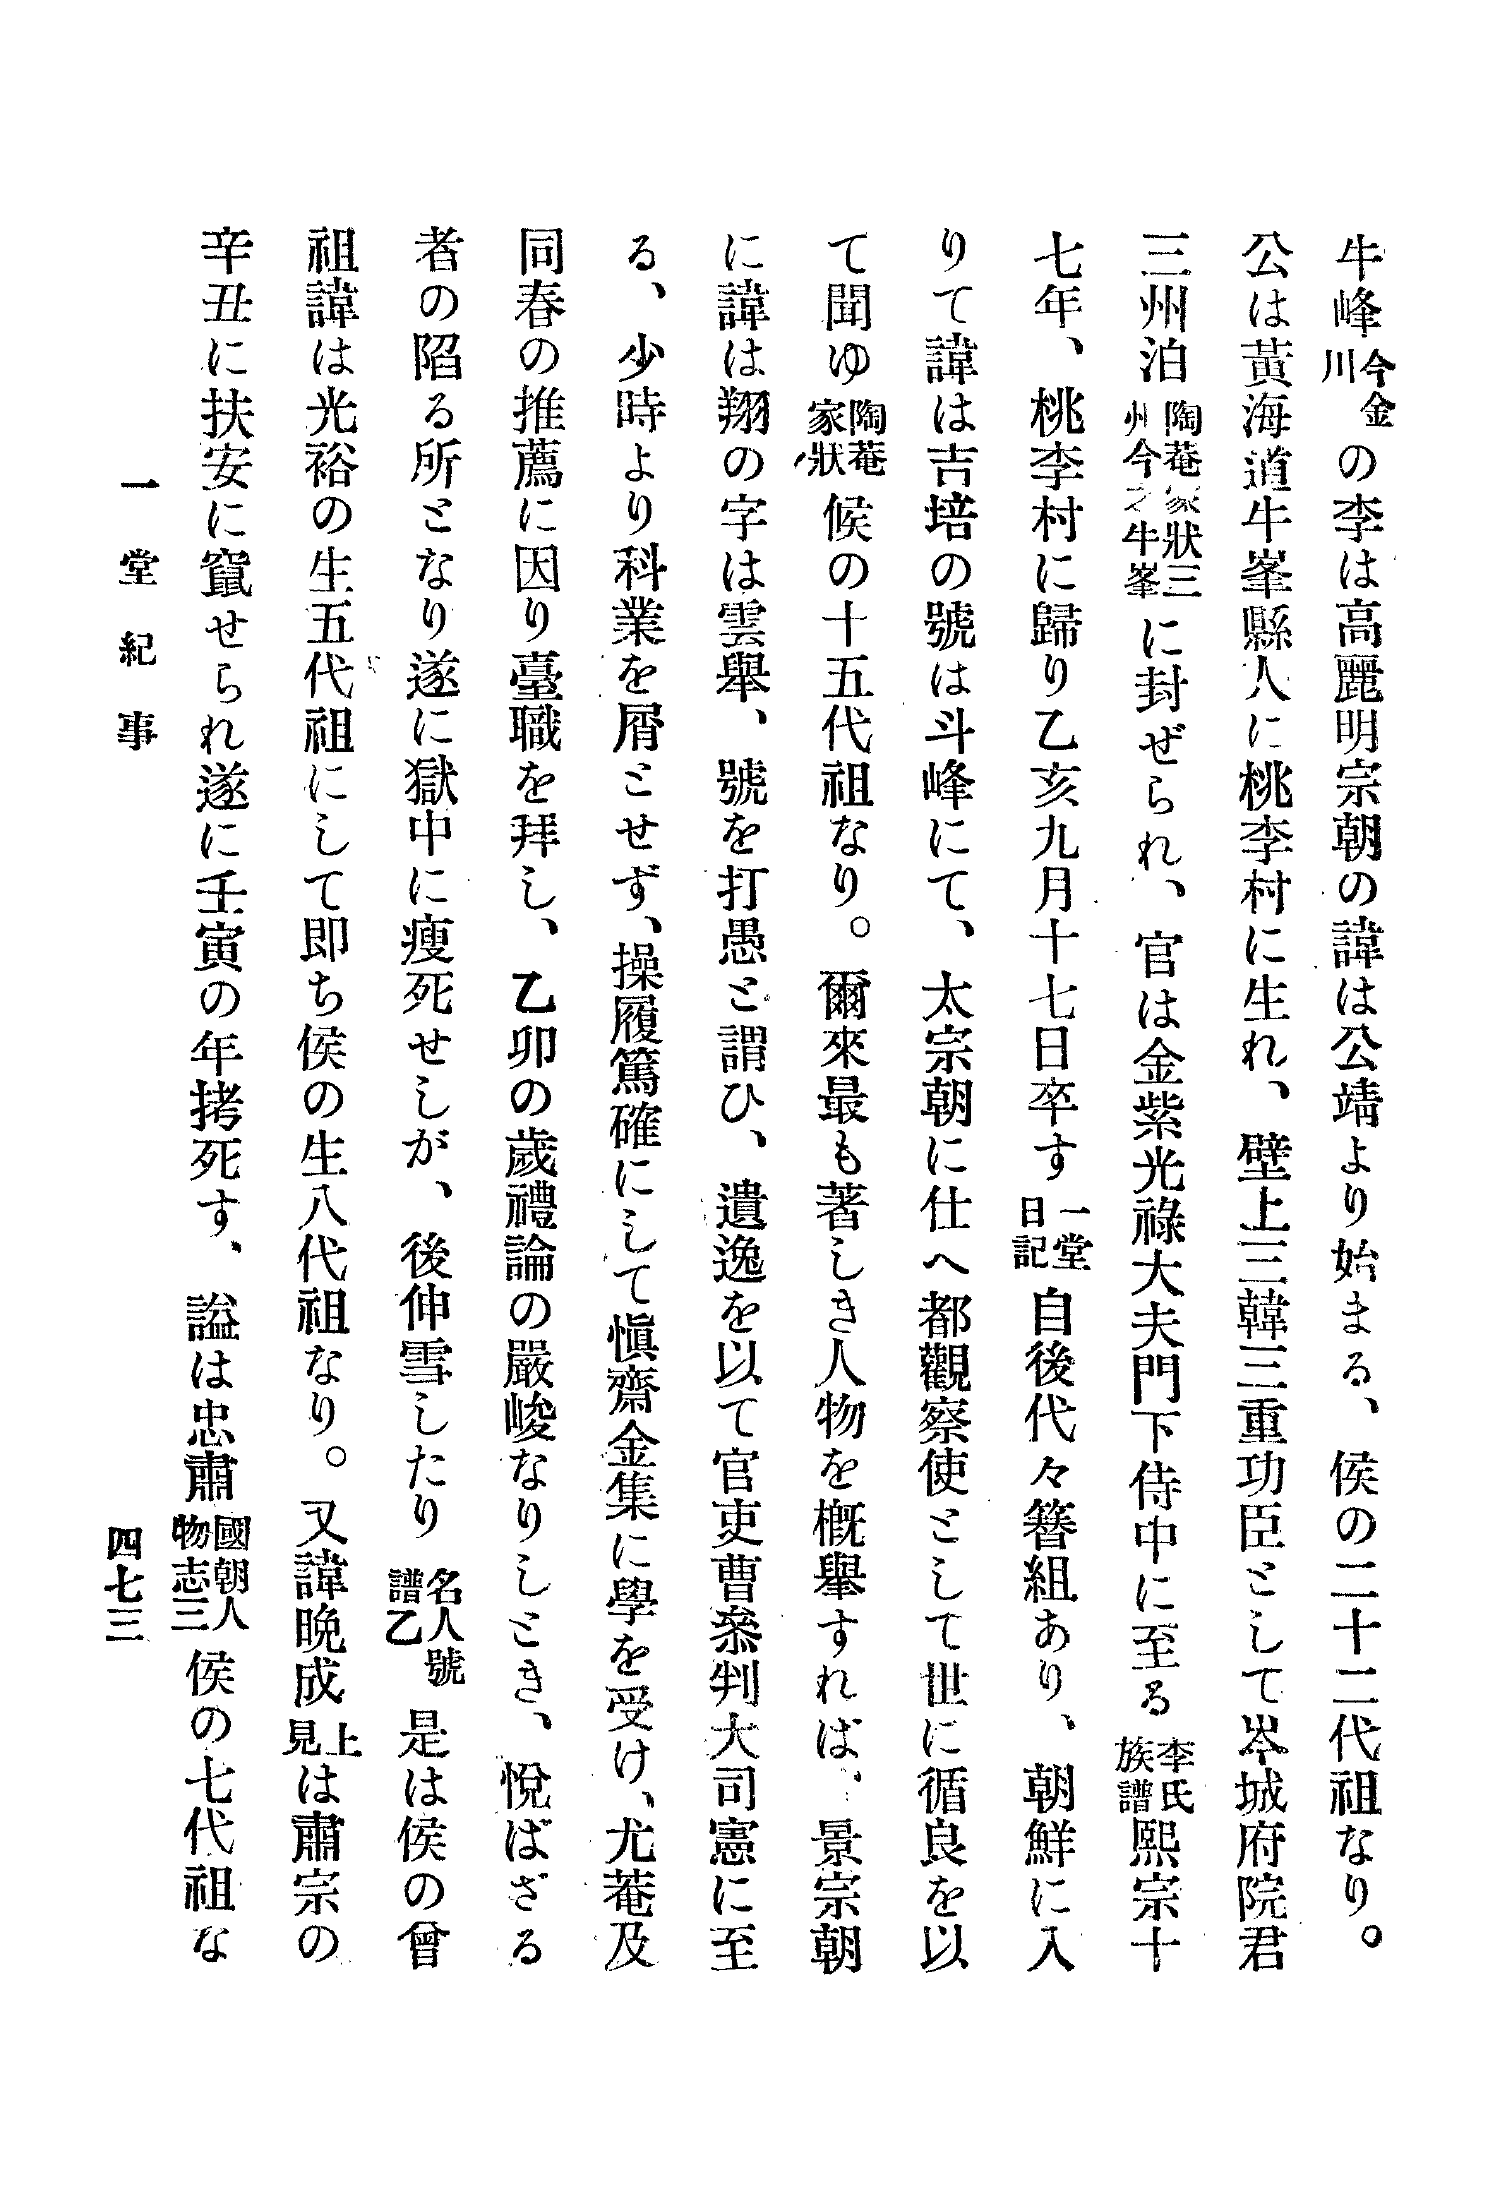 牛峰今金川の李は高麗明宗朝の諱は公靖より始まる、侯の二十二代祖なり。
公は黃海道牛峯縣人に桃李村に生れ、壁上三韓三重功臣として岑城府院君
三州泊陶菴家狀三州今之牛峯に封ぜられ、官は金紫光祿大夫門下侍中に至る李氏族譜熙宗十
七年、桃李村に歸り乙亥九月十七日卒す一堂日記自後代々簪組あり、朝鮮に入
りて諱は吉培の號は斗峰にて、太宗朝に仕へ都觀察使として世に循良を以
て聞ゆ陶菴家狀候の十五代祖なり。爾來最も著しき人物を概舉すれば、景宗朝
に諱は翔の字は雲舉、號を打愚と謂ひ、遺逸を以て官吏曹叅判大司憲に至
る、少時より科業を屑とせず、操履篤確にして愼齋金集に學を受け、尤菴及
同春の推薦に因り臺職を拜し、乙卯の歲禮論の嚴峻なりしとき、悅ばざる
者の陷る所となり遂に獄中に瘦死せしが、後伸雪したり名人號譜乙是は侯の曾
祖諱は光裕の生五代祖にして卽ち侯の生八代祖なり。又諱晚成上見は肅宗の
辛丑に扶安に竄せられ遂に壬寅の年拷死す、謚は忠肅國朝人物志三侯の七代祖な
一堂紀事 四七三